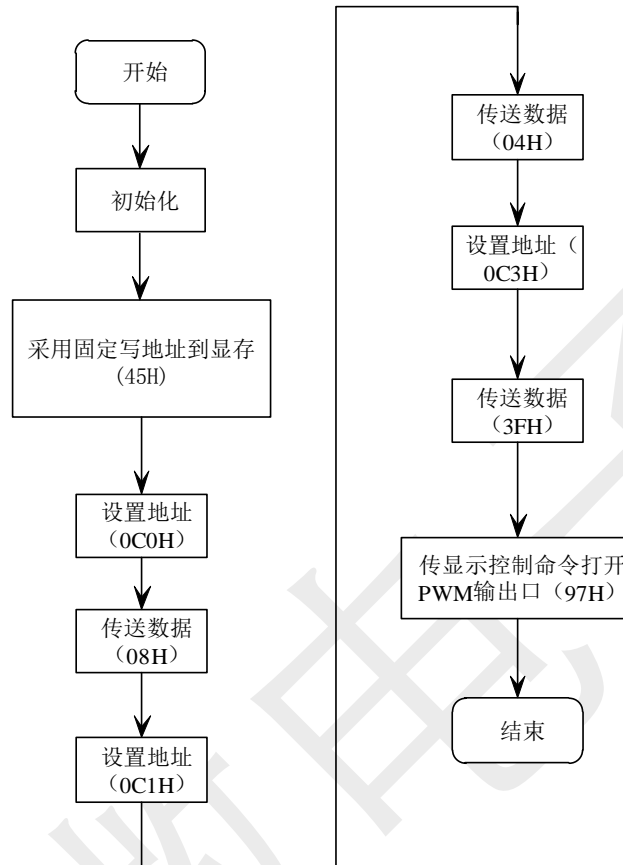 开始
初始化
采用固定写地址到显存
(45H)
设置地址
（0C0H）
传送数据
（08H）
设置地址
（0C1H）
传送数据
（04H）
设置地址（
0C3H）
传送数据
（3FH）
传显示控制命令打开
PWM输出口（97H）
结束